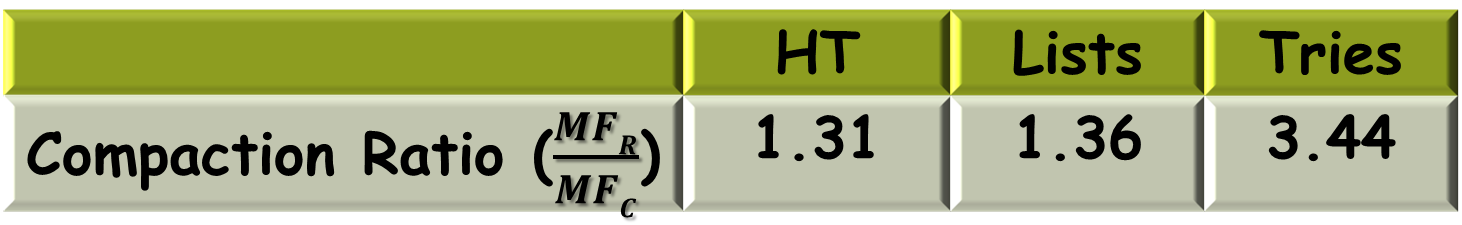 HT Lists Tries
Compaction Ratio (MF_R/MF_C) 1.31 1.36 3.44